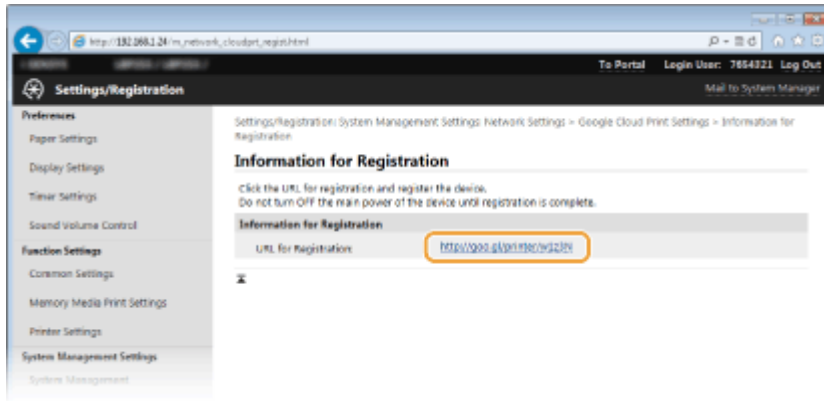 http://192.168.1.24/m_network_cloudprt_regist.html
To Portal Login User: 7654321 Log Out
Settings/Registration
Mail to System Manager
Preferences
Paper Settings
Display Settings
Timer Settings
Sound Volume Control
Function Settings
Common Settings
Memory Media Print Settings
Printer Settings
System Management Settings
System Management
Settings/Registration: System Management Settings: Network Settings > Google Cloud Print Settings > Information for
Registration
Information for Registration
Click the URL for registration and register the device.
Do not turn OFF the main power of the device until registration is complete.
Information for Registration
URL for Registration: